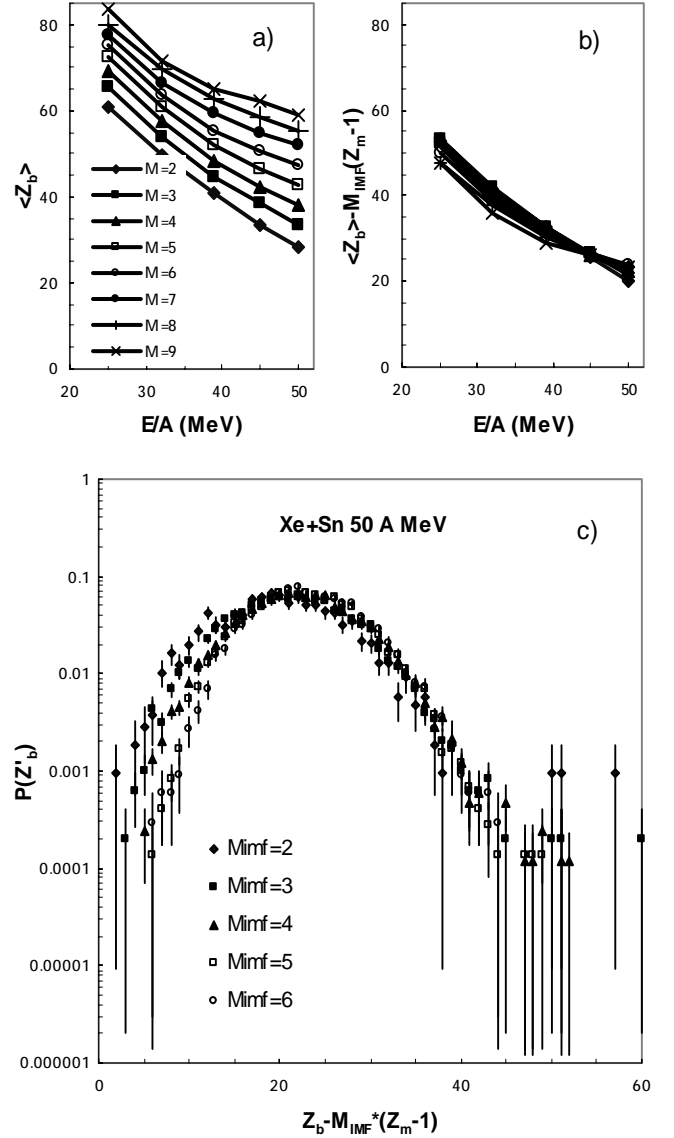 a)
80
60
40
20
0
<Z_b>
M=2
M=3
M=4
M=5
M=6
M=7
M=8
M=9
20 30 40 50
E/A (MeV)
b)
80
60
40
20
0
<Z_b>-M_IMF(Z_m-1)
20 30 40 50
E/A (MeV)
Xe+Sn 50 A MeV
c)
1
0.1
0.01
0.001
0.0001
0.00001
0.000001
P(Z'_b)
Mimf=2
Mimf=3
Mimf=4
Mimf=5
Mimf=6
0 20 40 60
Z_b-M_IMF*(Z_m-1)